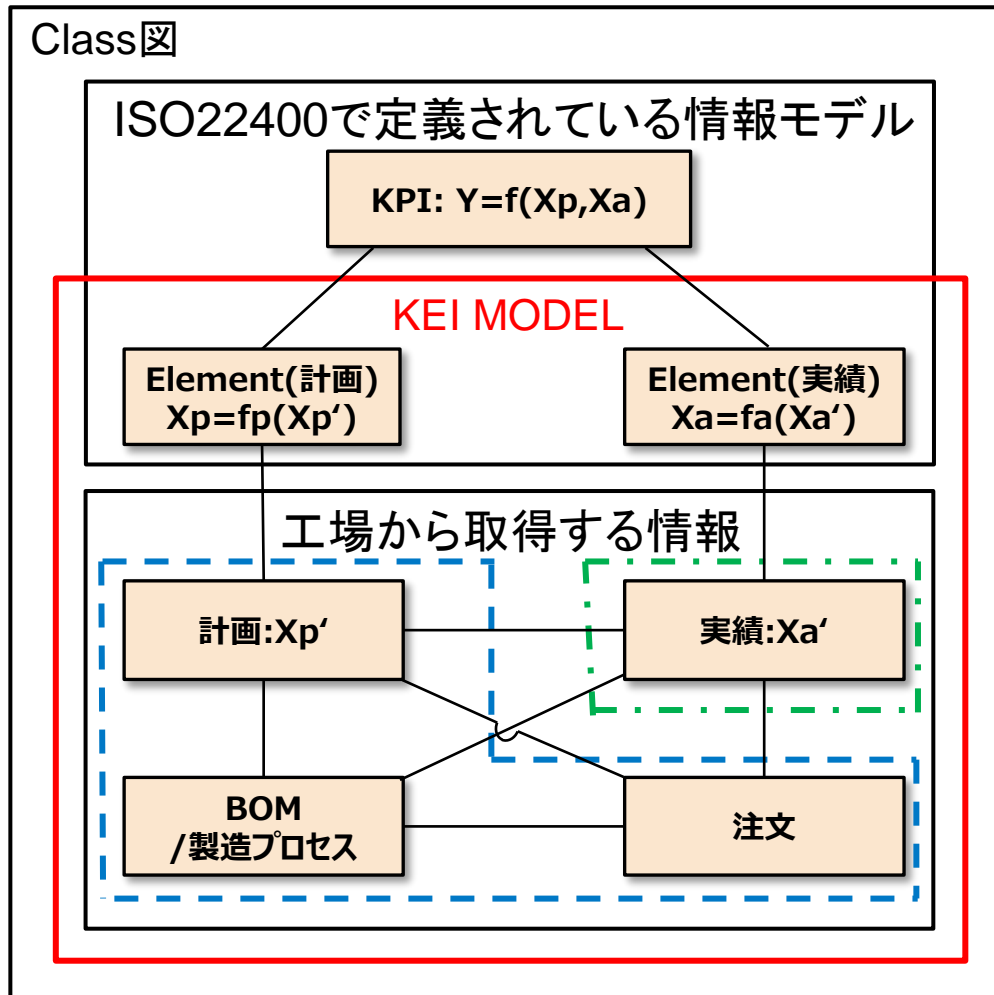 Class図
ISO22400で定義されている情報モデル
KPI: Y=f(Xp,Xa)
KEI MODEL
Element(計画)
Xp=fp(Xp‘)
Element(実績)
Xa=fa(Xa‘)
工場から取得する情報
計画:Xp‘
実績:Xa‘
BOM
/製造プロセス
注文